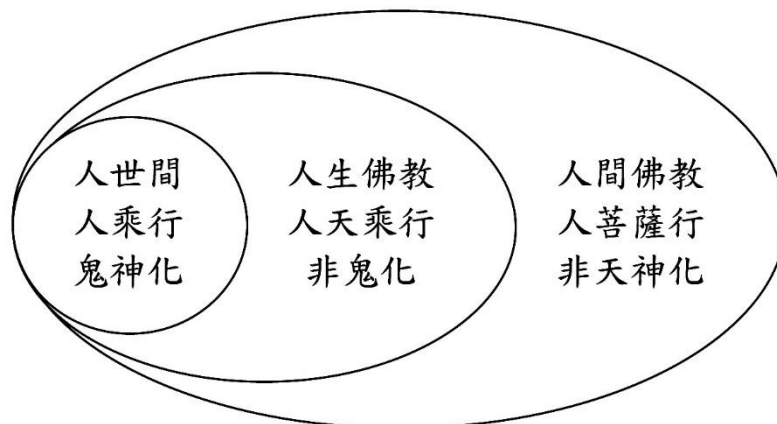 人世間
人乘行
鬼神化
人生佛教
人天乘行
非鬼化
人間佛教
人菩薩行
非天神化